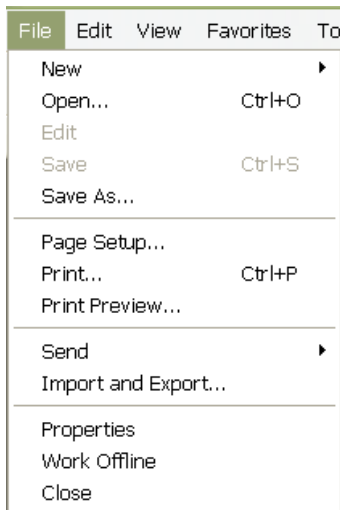 File Edit View Favorites To
New
Open... Ctrl+O
Edit
Save Ctrl+S
Save As...
Page Setup...
Print... Ctrl+P
Print Preview...
Send
Import and Export...
Properties
Work Offline
Close